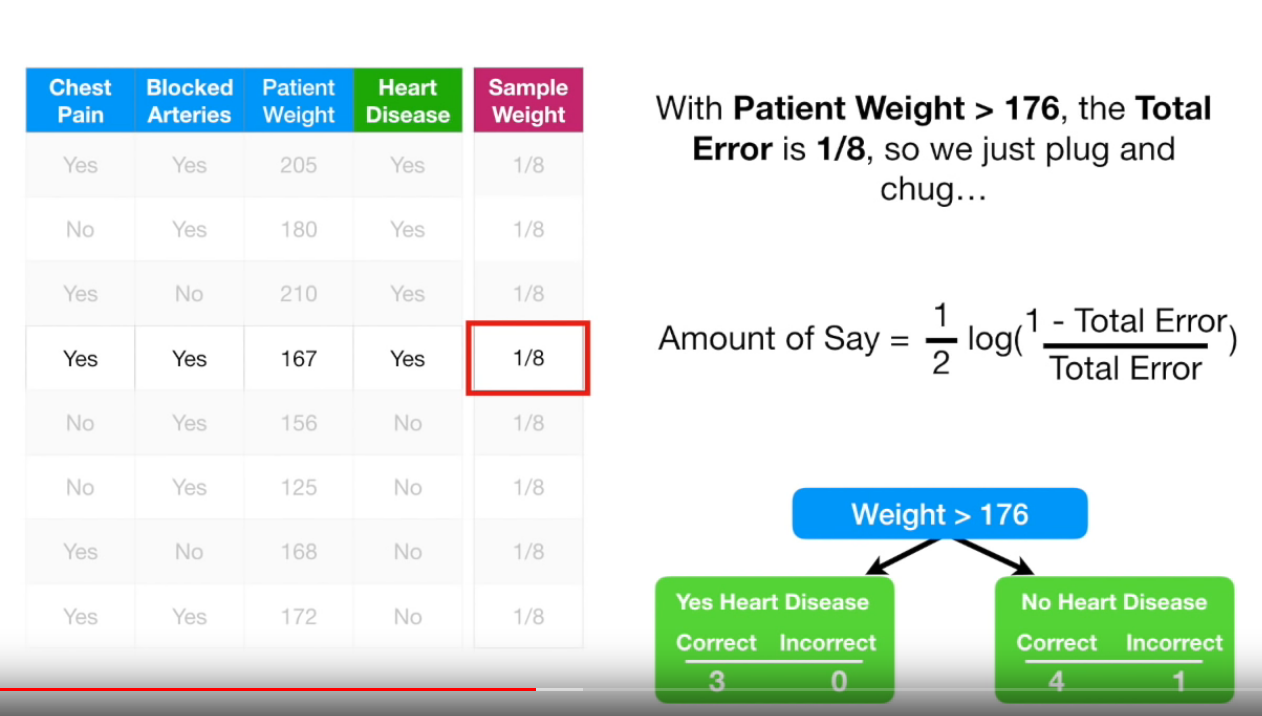 Chest Pain Blocked Arteries Patient Weight Heart Disease Sample Weight
Yes Yes 205 Yes 1/8
No Yes 180 Yes 1/8
Yes No 210 Yes 1/8
Yes Yes 167 Yes 1/8
No Yes 156 No 1/8
No Yes 125 No 1/8
Yes No 168 No 1/8
Yes Yes 172 No 1/8
With Patient Weight > 176, the Total
Error is 1/8, so we just plug and
chug…
Amount of Say = 1/2 log(1 - Total Error/Total Error)
Weight > 176
Yes Heart Disease
Correct Incorrect
3 0
No Heart Disease
Correct Incorrect
4 1